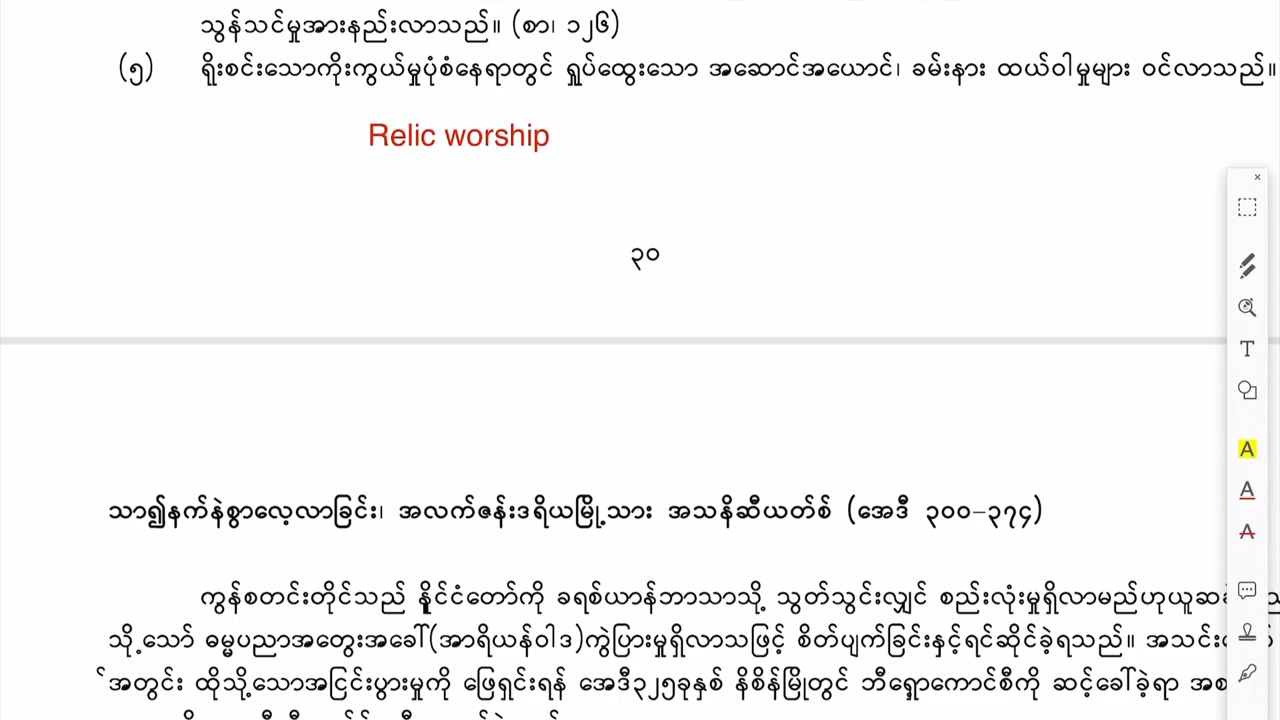 သွန်သင်မှုအားနည်းလာသည်။ (စာ၊ ၁၂၆)
(၅) ရိုးစင်းသောကိုးကွယ်မှုပုံစံနေရာတွင် ရှုပ်ထွေးသော အဆောင်အယောင်၊ ခမ်းနား ထယ်ဝါမှုများ ဝင်လာသည်။
Relic worship
၃၀
သာ၍နက်နဲစွာလေ့လာခြင်း၊ အလက်ဇန်းဒရိယမြို့သား အသနိဆီယတ်စ် (အေဒီ ၃၀၀–၃၇၄)
ကွန်စတင်းတိုင်သည် နိုင်ငံတော်ကို ခရစ်ယာန်ဘာသာသို့ သွတ်သွင်းလျှင် စည်းလုံးမှုရှိလာမည်ဟုယူဆ
သို့သော် ဓမ္မပညာအတွေးအခေါ်(အာရိယန်ဝါဒ)ကွဲပြားမှုရှိလာသဖြင့် စိတ်ပျက်ခြင်းနှင့်ရင်ဆိုင်ခဲ့ရသည်။ အသင်း
အတွင်း ထိုသို့သောအငြင်းပွားမှုကို ဖြေရှင်းရန် အေဒီ၃၂၅ခုနှစ် နိစိန်မြို့တွင် ဘီရှောကောင်စီကို ဆင့်ခေါ်ခဲ့ရာ အစ